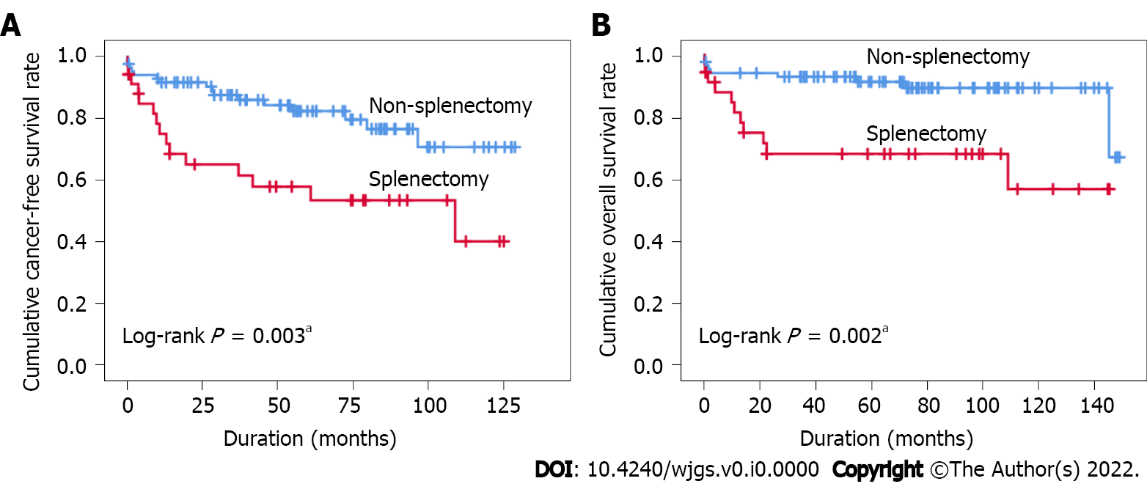 A
Cumulative cancer-free survival rate
1.0
0.8
0.6
0.4
0.2
0.0
Non-splenectomy
Splenectomy
Log-rank P = 0.003a
0 25 50 75 100 125
Duration (months)
B
Cumulative overall survival rate
1.0
0.8
0.6
0.4
0.2
0.0
Non-splenectomy
Splenectomy
Log-rank P = 0.002a
0 20 40 60 80 100 120 140
Duration (months)
DOI: 10.4240/wjgs.v0.i0.0000 Copyright ©The Author(s) 2022.